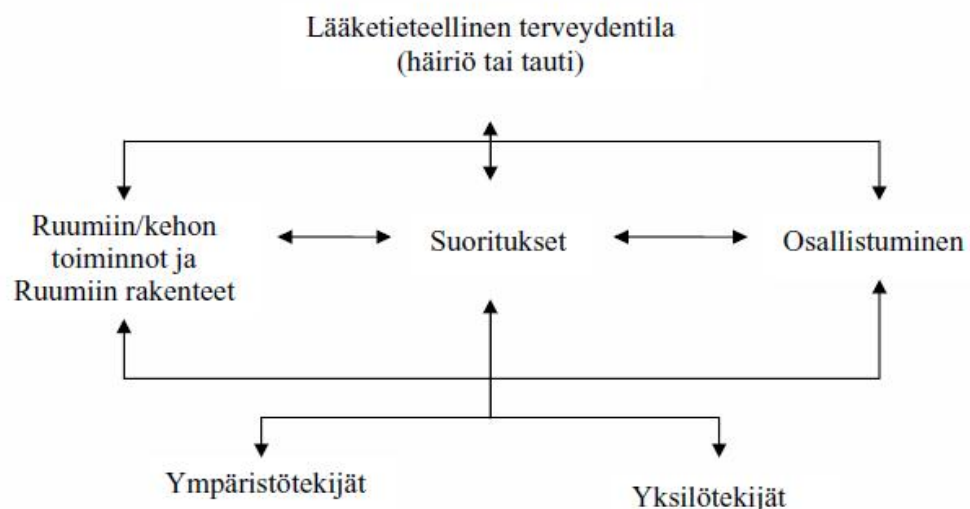 Lääketieteellinen terveydentila
(häiriö tai tauti)
Ruumiin/kehon
toiminnot ja
Ruumiin rakenteet
Suoritukset
Osallistuminen
Ympäristötekijät
Yksilötekijät